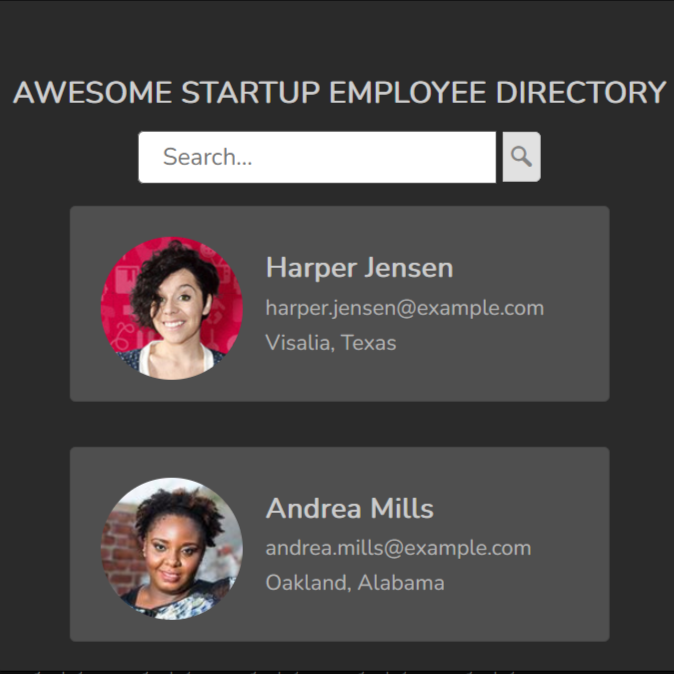 AWESOME STARTUP EMPLOYEE DIRECTORY
Search...
Harper Jensen
harper.jensen@example.com
Visalia, Texas
Andrea Mills
andrea.mills@example.com
Oakland, Alabama